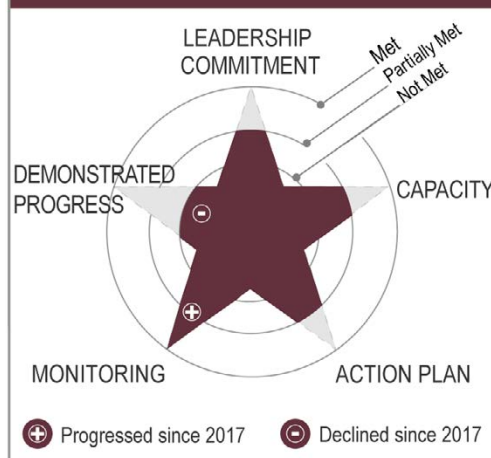 LEADERSHIP
COMMITMENT
Met
Partially Met
Not Met
DEMONSTRATED
PROGRESS
CAPACITY
MONITORING
ACTION PLAN
Progressed since 2017
Declined since 2017